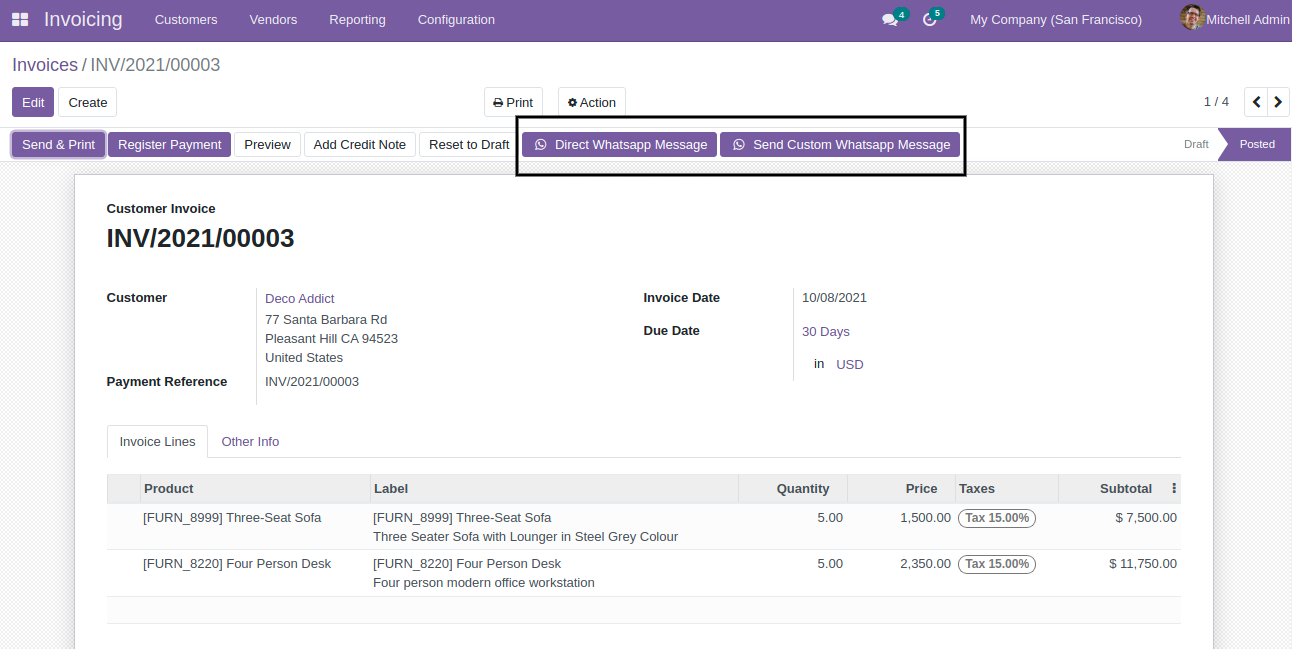 Invoicing Customers Vendors Reporting Configuration 4 5 My Company (San Francisco) Mitchell Admin
Invoices / INV/2021/00003
Edit Create Print Action 1 / 4
Send & Print Register Payment Preview Add Credit Note Reset to Draft Direct Whatsapp Message Send Custom Whatsapp Message Draft Posted
Customer Invoice
INV/2021/00003
Customer Deco Addict Invoice Date 10/08/2021
77 Santa Barbara Rd
Pleasant Hill CA 94523
United States
Due Date 30 Days
in USD
Payment Reference INV/2021/00003
Invoice Lines Other Info
Product Label Quantity Price Taxes Subtotal
[FURN_8999] Three-Seat Sofa [FURN_8999] Three-Seat Sofa 5.00 1,500.00 Tax 15.00% $ 7,500.00
Three Seater Sofa with Lounger in Steel Grey Colour
[FURN_8220] Four Person Desk [FURN_8220] Four Person Desk 5.00 2,350.00 Tax 15.00% $ 11,750.00
Four person modern office workstation